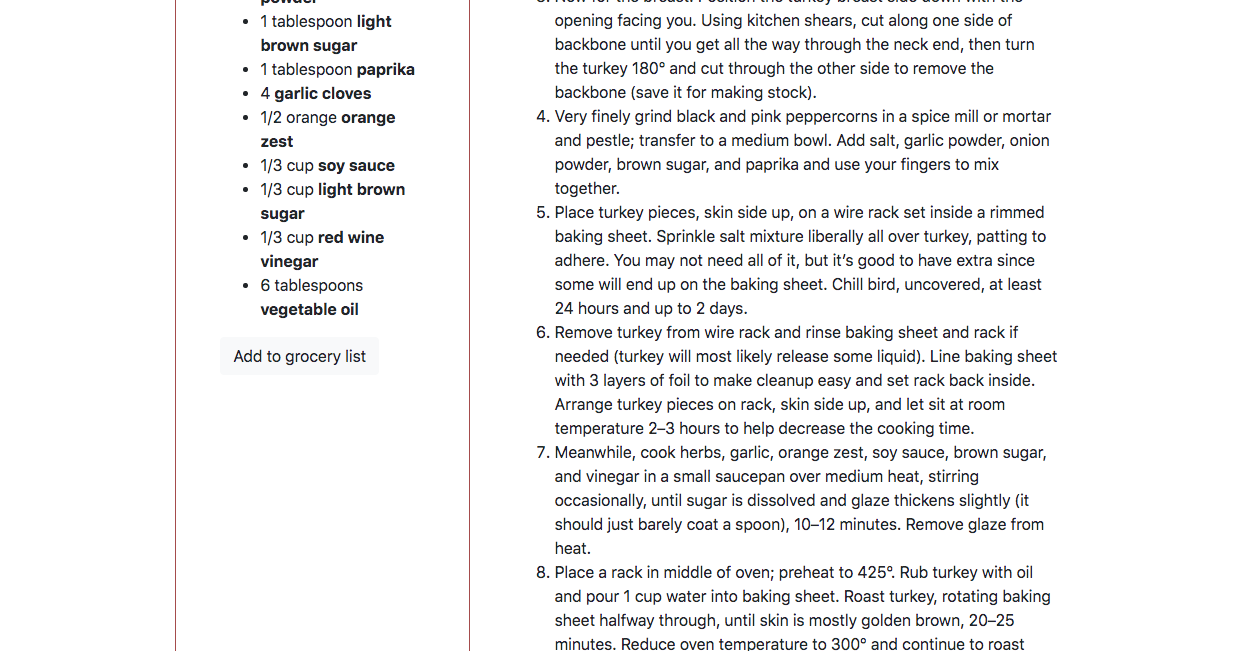 powder
1 tablespoon light
brown sugar
1 tablespoon paprika
4 garlic cloves
1/2 orange orange
zest
1/3 cup soy sauce
1/3 cup light brown
sugar
1/3 cup red wine
vinegar
6 tablespoons
vegetable oil
Add to grocery list
opening facing you. Using kitchen shears, cut along one side of
backbone until you get all the way through the neck end, then turn
the turkey 180° and cut through the other side to remove the
backbone (save it for making stock).
4. Very finely grind black and pink peppercorns in a spice mill or mortar
and pestle; transfer to a medium bowl. Add salt, garlic powder, onion
powder, brown sugar, and paprika and use your fingers to mix
together.
5. Place turkey pieces, skin side up, on a wire rack set inside a rimmed
baking sheet. Sprinkle salt mixture liberally all over turkey, patting to
adhere. You may not need all of it, but it’s good to have extra since
some will end up on the baking sheet. Chill bird, uncovered, at least
24 hours and up to 2 days.
6. Remove turkey from wire rack and rinse baking sheet and rack if
needed (turkey will most likely release some liquid). Line baking sheet
with 3 layers of foil to make cleanup easy and set rack back inside.
Arrange turkey pieces on rack, skin side up, and let sit at room
temperature 2–3 hours to help decrease the cooking time.
7. Meanwhile, cook herbs, garlic, orange zest, soy sauce, brown sugar,
and vinegar in a small saucepan over medium heat, stirring
occasionally, until sugar is dissolved and glaze thickens slightly (it
should just barely coat a spoon), 10–12 minutes. Remove glaze from
heat.
8. Place a rack in middle of oven; preheat to 425°. Rub turkey with oil
and pour 1 cup water into baking sheet. Roast turkey, rotating baking
sheet halfway through, until skin is mostly golden brown, 20–25
minutes. Reduce oven temperature to 300° and continue to roast